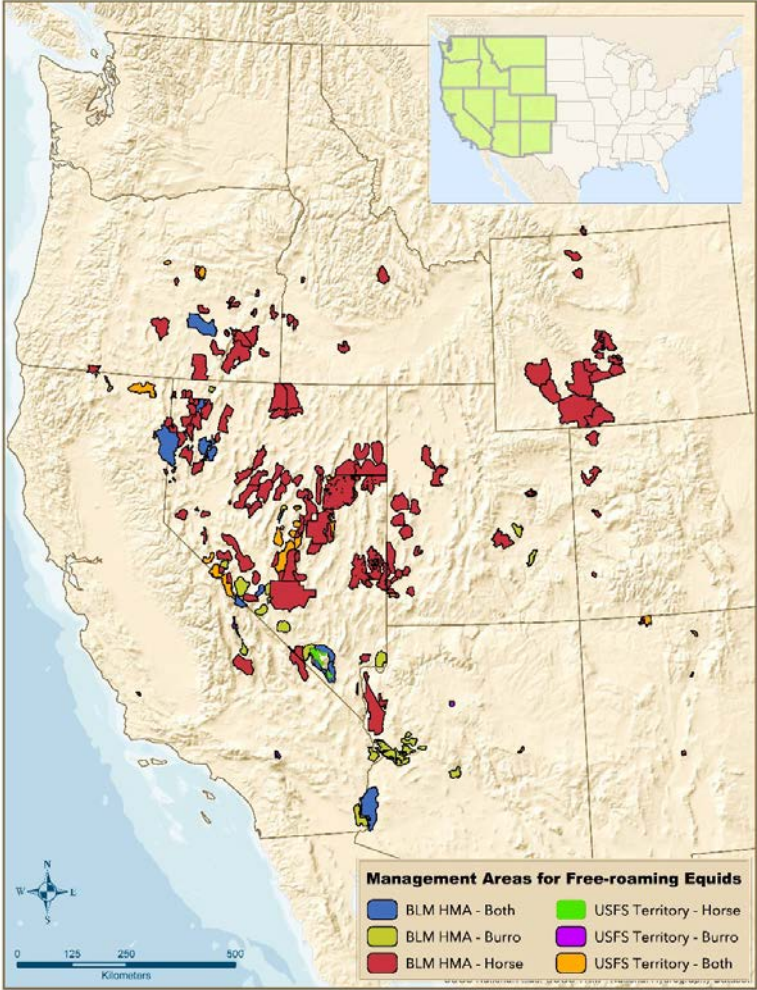 N
W
E
S
0 125 250 500
Kilometers
Management Areas for Free-roaming Equids
BLM HMA - Both
USFS Territory - Horse
BLM HMA - Burro
USFS Territory - Burro
BLM HMA - Horse
USFS Territory - Both